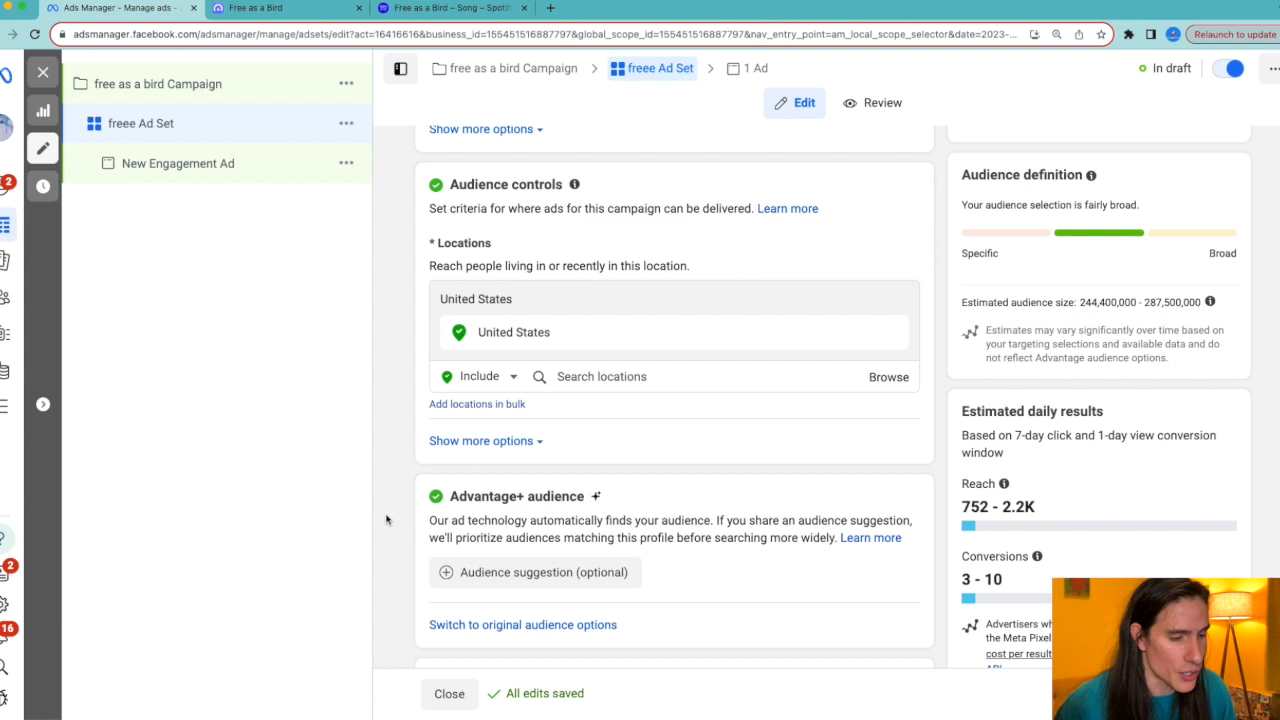 Ads Manager - Manage ads -
Free as a Bird
Free as a Bird – Song – Spotif
adsmanager.facebook.com/adsmanager/manage/adsets/edit?act=16416616&business_id=155451516887797&global_scope_id=155451516887797&nav_entry_point=am_local_scope_selector&date=2023-...
Relaunch to update
free as a bird Campaign
freee Ad Set
New Engagement Ad
2
2
16
free as a bird Campaign
freee Ad Set
1 Ad
In draft
Edit
Review
Show more options
Audience controls
Set criteria for where ads for this campaign can be delivered. Learn more
* Locations
Reach people living in or recently in this location.
United States
United States
Include
Search locations
Browse
Add locations in bulk
Show more options
Advantage+ audience
Our ad technology automatically finds your audience. If you share an audience suggestion,
we'll prioritize audiences matching this profile before searching more widely. Learn more
Audience suggestion (optional)
Switch to original audience options
Close
All edits saved
Audience definition
Your audience selection is fairly broad.
Specific
Broad
Estimated audience size: 244,400,000 - 287,500,000
Estimates may vary significantly over time based on
your targeting selections and available data and do
not reflect Advantage audience options.
Estimated daily results
Based on 7-day click and 1-day view conversion
window
Reach
752 - 2.2K
Conversions
3 - 10
Advertisers
the Meta Pixel
cost per result